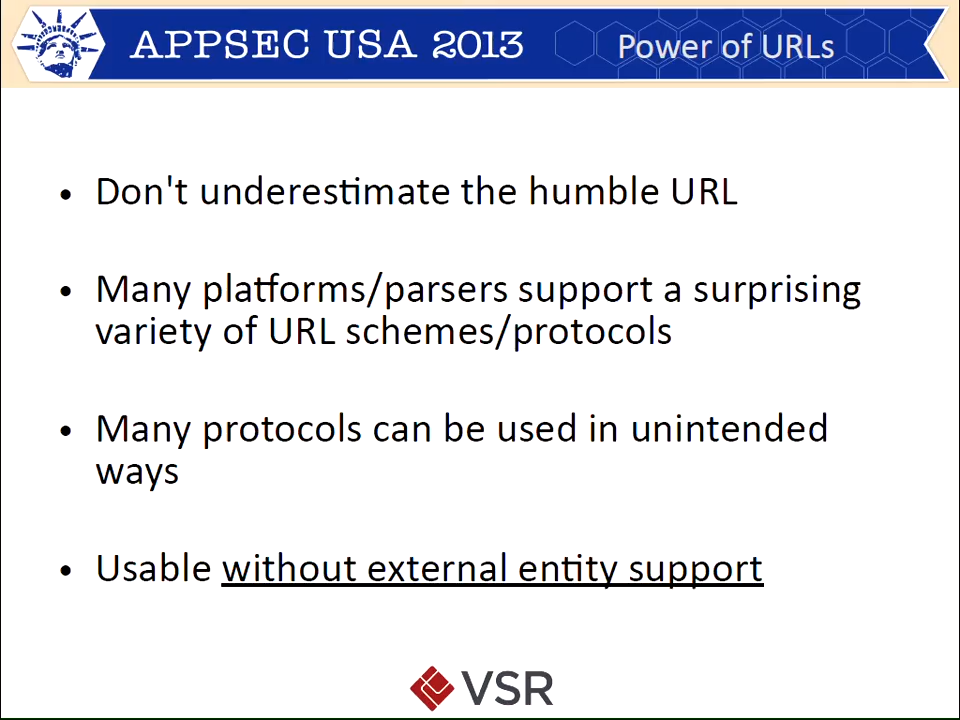 APPSEC USA 2013
Power of URLs
• Don't underestimate the humble URL
• Many platforms/parsers support a surprising
variety of URL schemes/protocols
• Many protocols can be used in unintended
ways
• Usable without external entity support
VSR